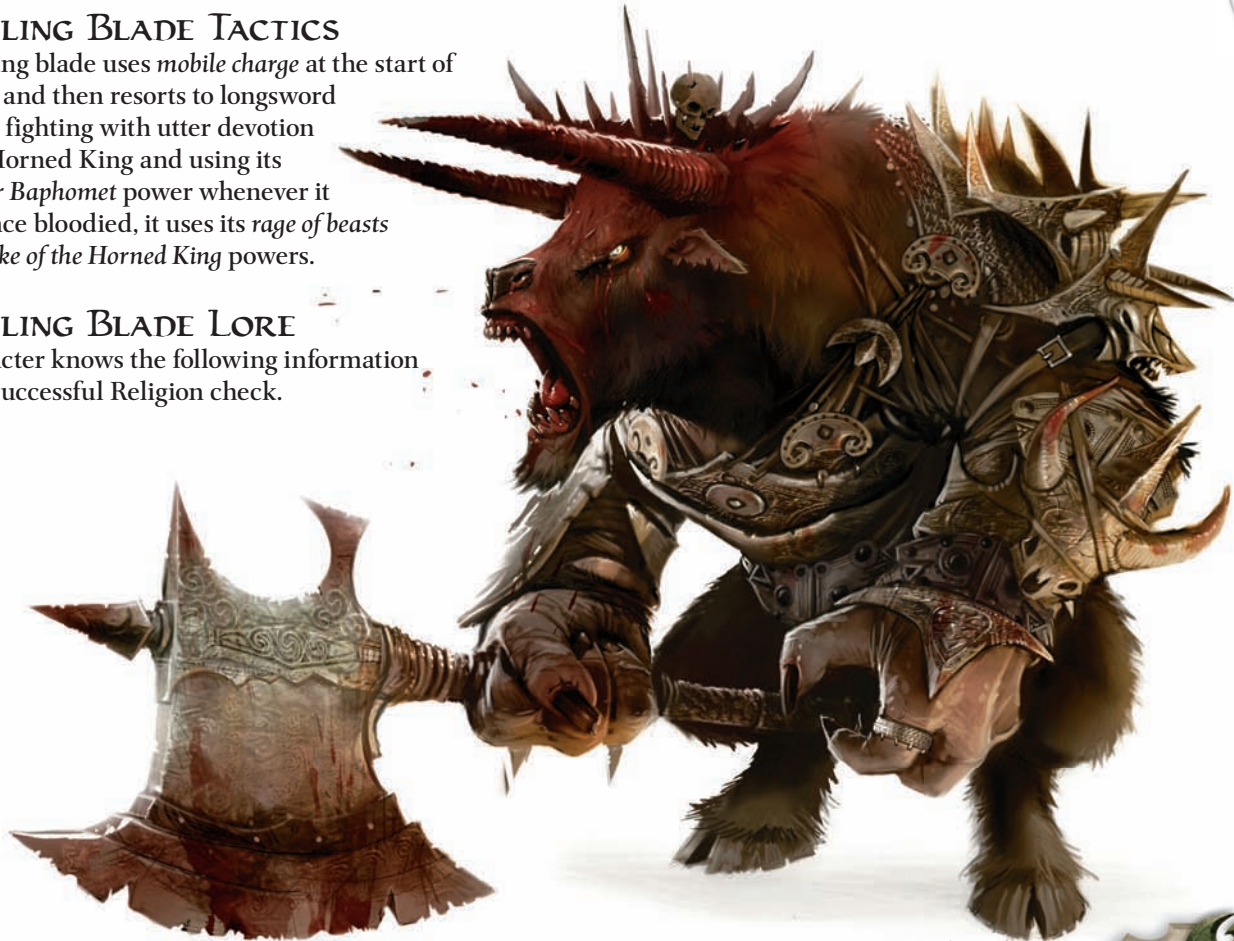 LING BLADE TACTICS
ng blade uses mobile charge at the start of
and then resorts to longsword
fighting with utter devotion
Horned King and using its
r Baphomet power whenever it
nce bloodied, it uses its rage of beasts
ke of the Horned King powers.
LING BLADE LORE
acter knows the following information
uccessful Religion check.